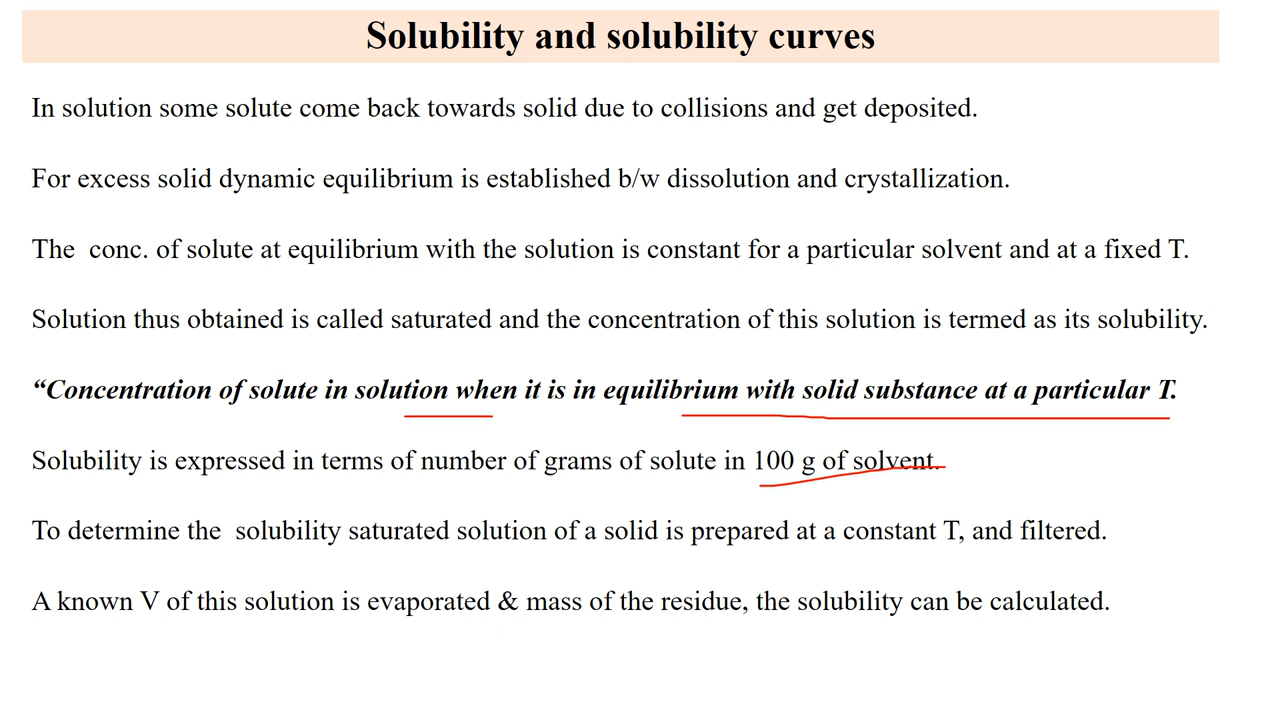 Solubility and solubility curves
In solution some solute come back towards solid due to collisions and get deposited.
For excess solid dynamic equilibrium is established b/w dissolution and crystallization.
The  conc. of solute at equilibrium with the solution is constant for a particular solvent and at a fixed T.
Solution thus obtained is called saturated and the concentration of this solution is termed as its solubility.
“Concentration of solute in solution when it is in equilibrium with solid substance at a particular T.
Solubility is expressed in terms of number of grams of solute in 100 g of solvent.
To determine the  solubility saturated solution of a solid is prepared at a constant T, and filtered.
A known V of this solution is evaporated & mass of the residue, the solubility can be calculated.